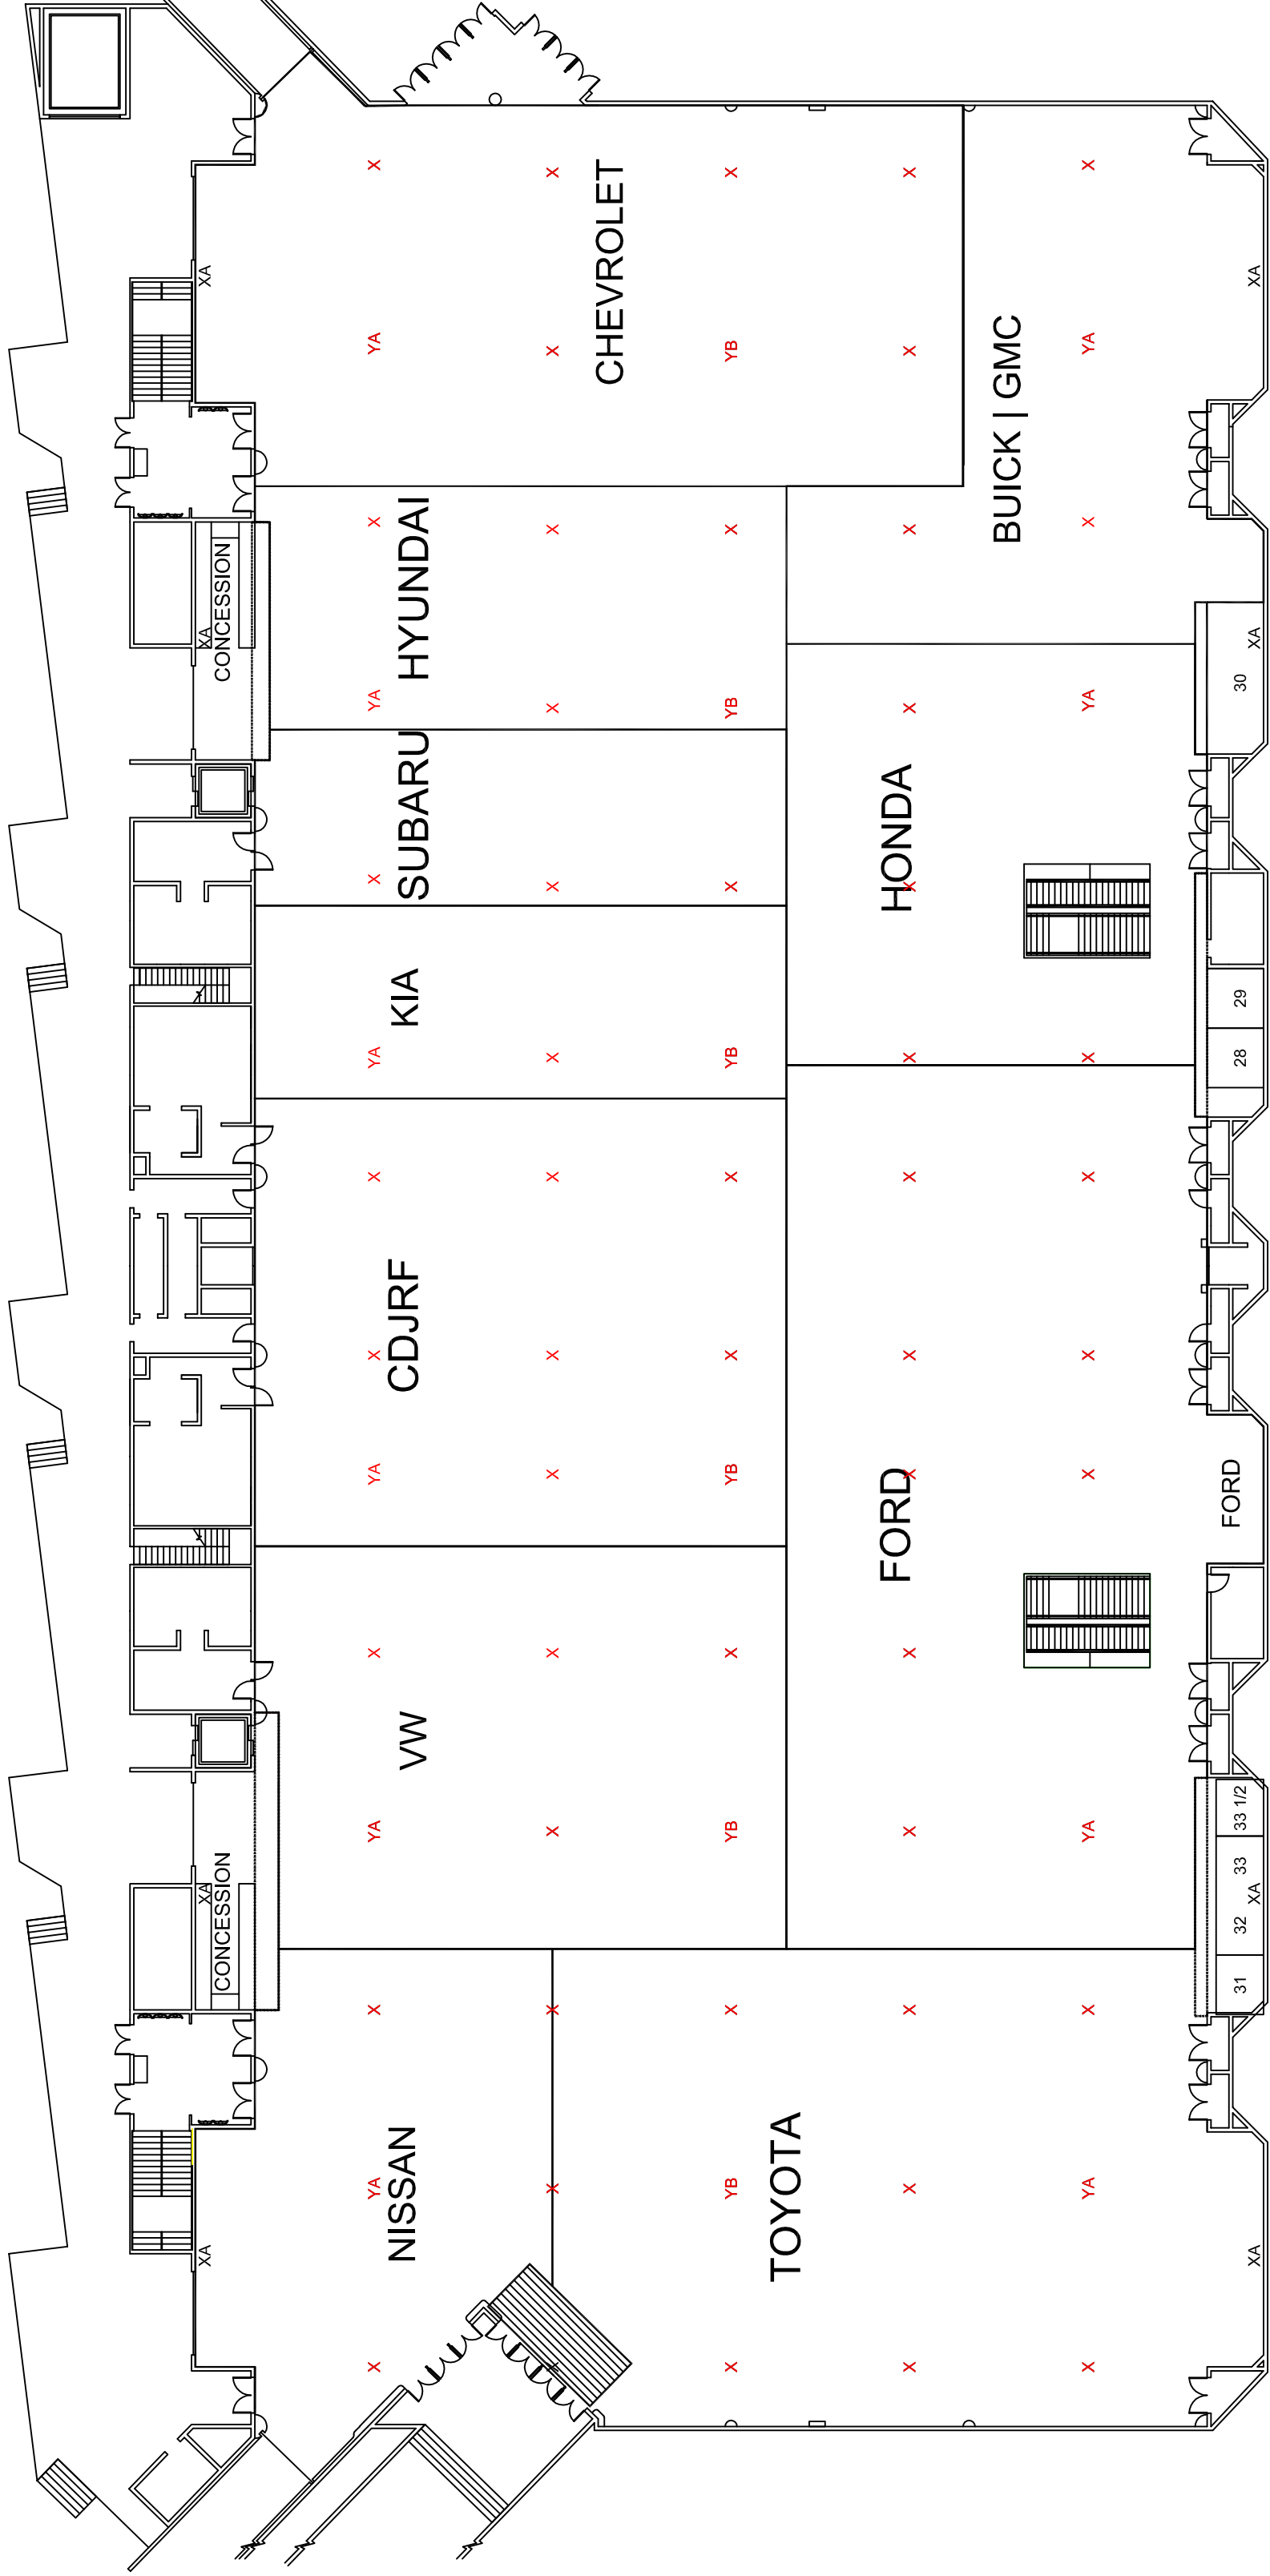 X X X X X
CHEVROLET
XA XA
YA X YB X YA
BUICK | GMC
X X X X X
HYUNDAI
CONCESSION
XA XA
30
YA X YB X YA
SUBARU
HONDA
X X X X
KIA
29
28
YA X YB X X
X X X X X
CDJRF
X X X X X
YA X YB X X
FORD
FORD
X X X X
VW
33 1/2
YA X YB X YA
33
CONCESSION
XA XA
32
31
X X X X X
NISSAN
TOYOTA
YA X YB X YA
XA XA
X X X X X